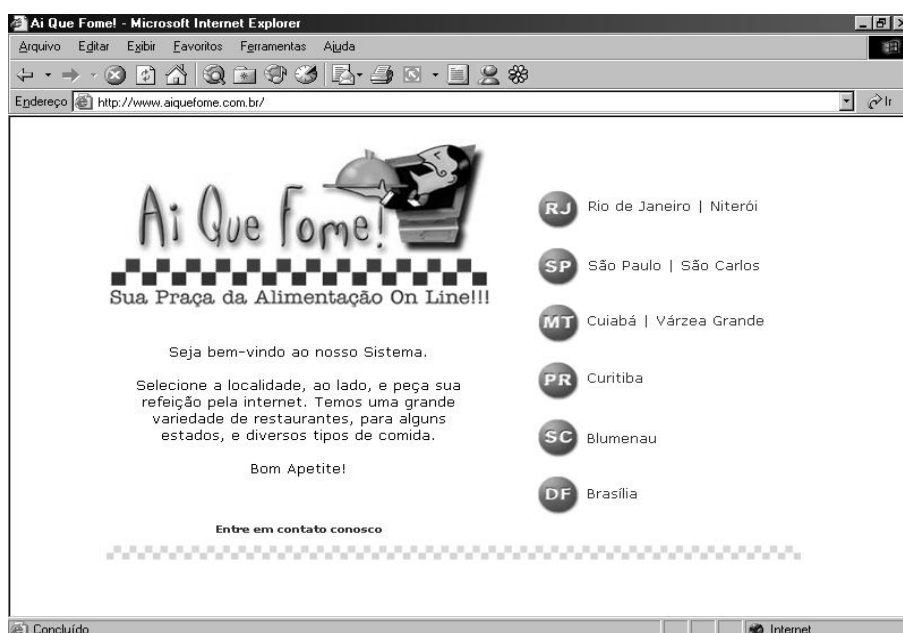 Ai Que Fome! - Microsoft Internet Explorer
Arquivo Editar Exibir Favoritos Ferramentas Ajuda
Endereço http://www.aiquefome.com.br/ Ir
Ai Que Fome!
Sua Praça da Alimentação On Line!!!
Seja bem-vindo ao nosso Sistema.
Selecione a localidade, ao lado, e peça sua
refeição pela internet. Temos uma grande
variedade de restaurantes, para alguns
estados, e diversos tipos de comida.
Bom Apetite!
Entre em contato conosco
RJ Rio de Janeiro | Niterói
SP São Paulo | São Carlos
MT Cuiabá | Várzea Grande
PR Curitiba
SC Blumenau
DF Brasília
Concluído Internet